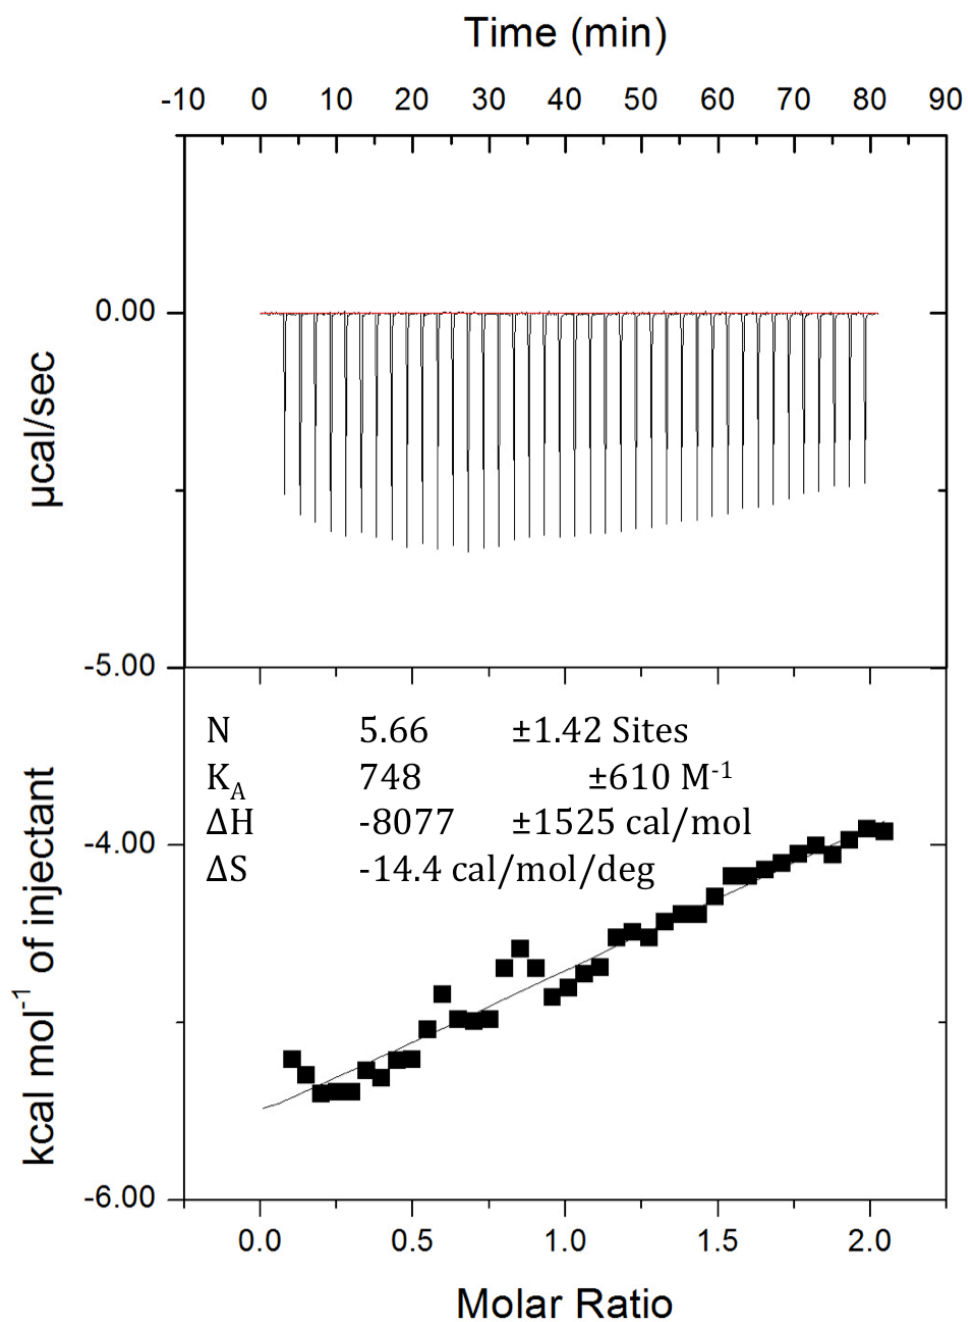 Time (min)
-10 0 10 20 30 40 50 60 70 80 90
0.00
µcal/sec
-5.00
N 5.66 ±1.42 Sites
K_A 748 ±610 M⁻¹
ΔH -8077 ±1525 cal/mol
ΔS -14.4 cal/mol/deg
-4.00
kcal mol⁻¹ of injectant
-6.00
0.0 0.5 1.0 1.5 2.0
Molar Ratio